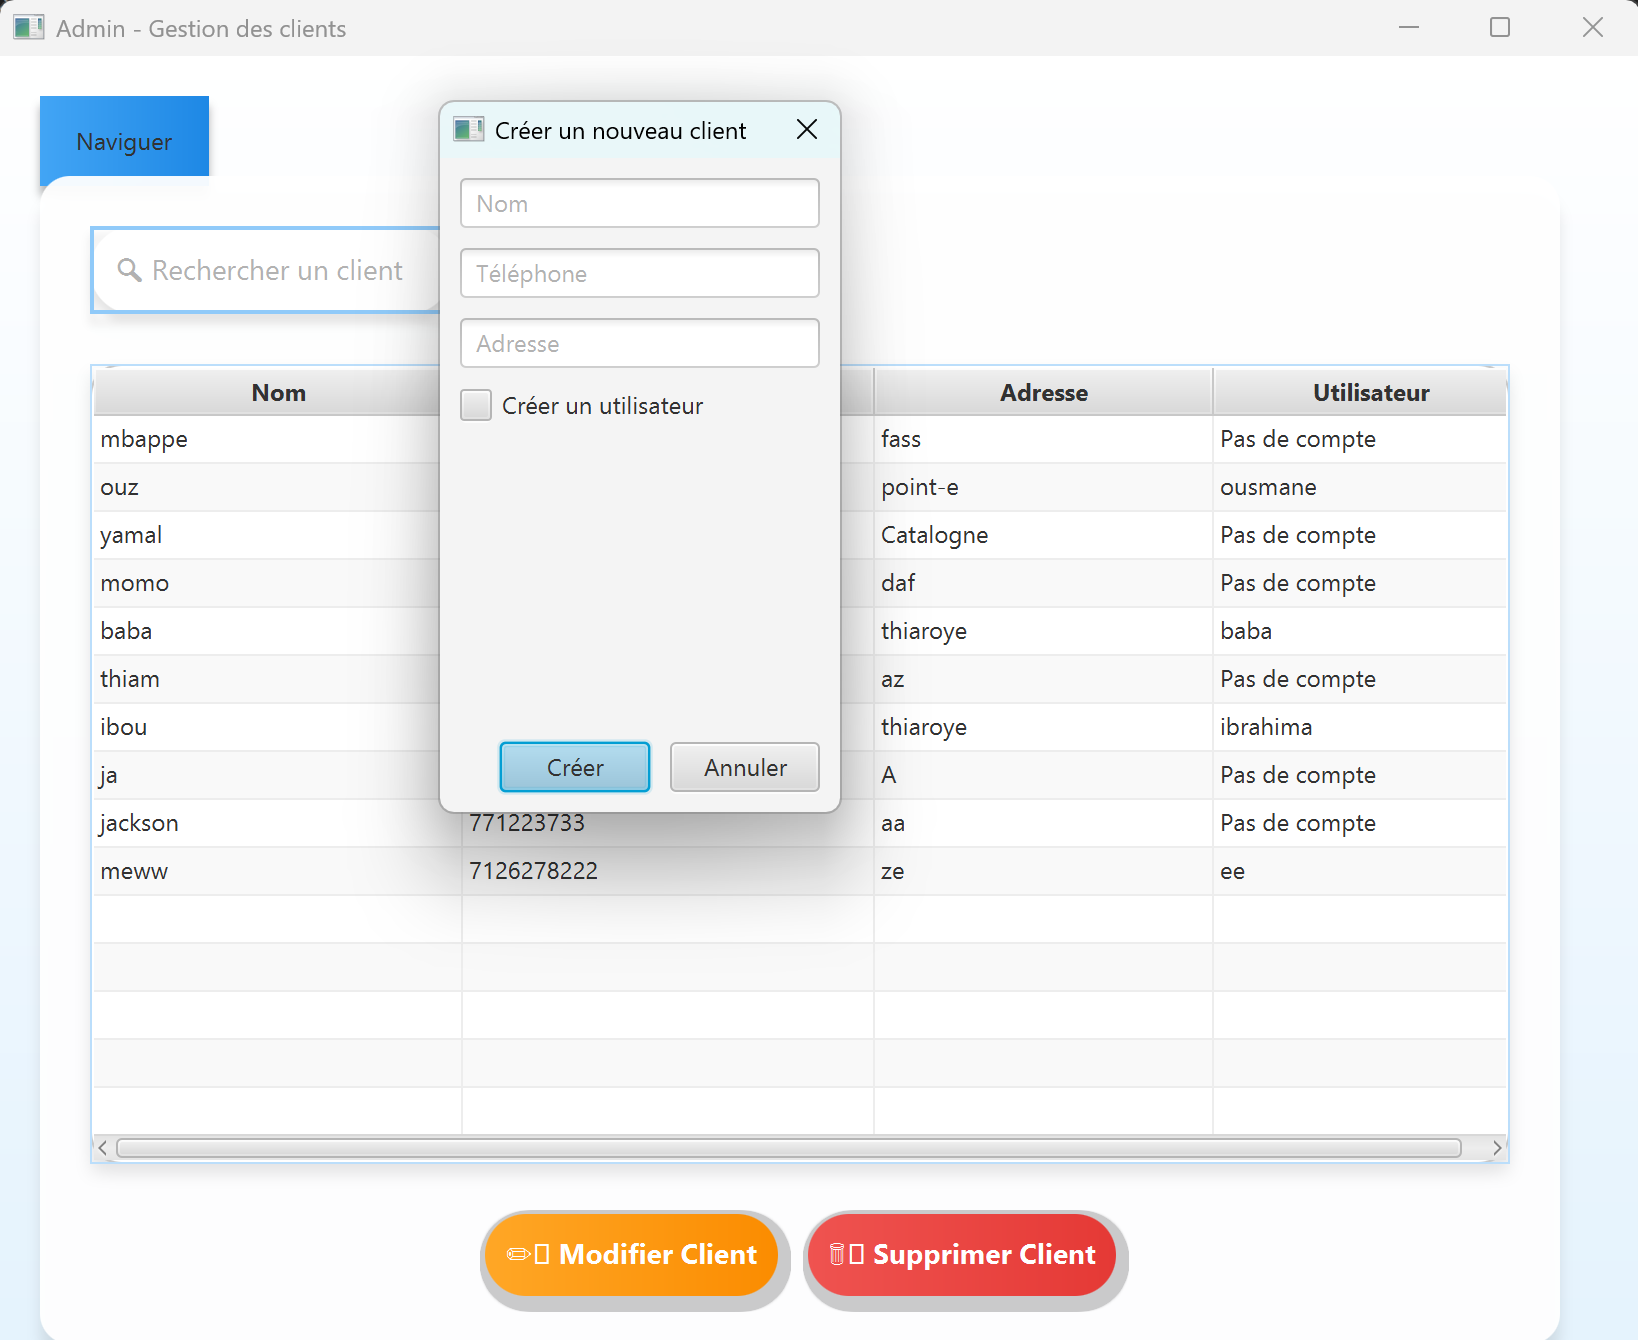 Admin - Gestion des clients
Naviguer
Rechercher un client
Créer un nouveau client
Nom
Téléphone
Adresse
Créer un utilisateur
Créer Annuler
Nom Adresse Utilisateur
mbappe fass Pas de compte
ouz point-e ousmane
yamal Catalogne Pas de compte
momo daf Pas de compte
baba thiaroye baba
thiam az Pas de compte
ibou thiaroye ibrahima
ja A Pas de compte
jackson 771223733 aa Pas de compte
meww 7126278222 ze ee
Modifier Client Supprimer Client